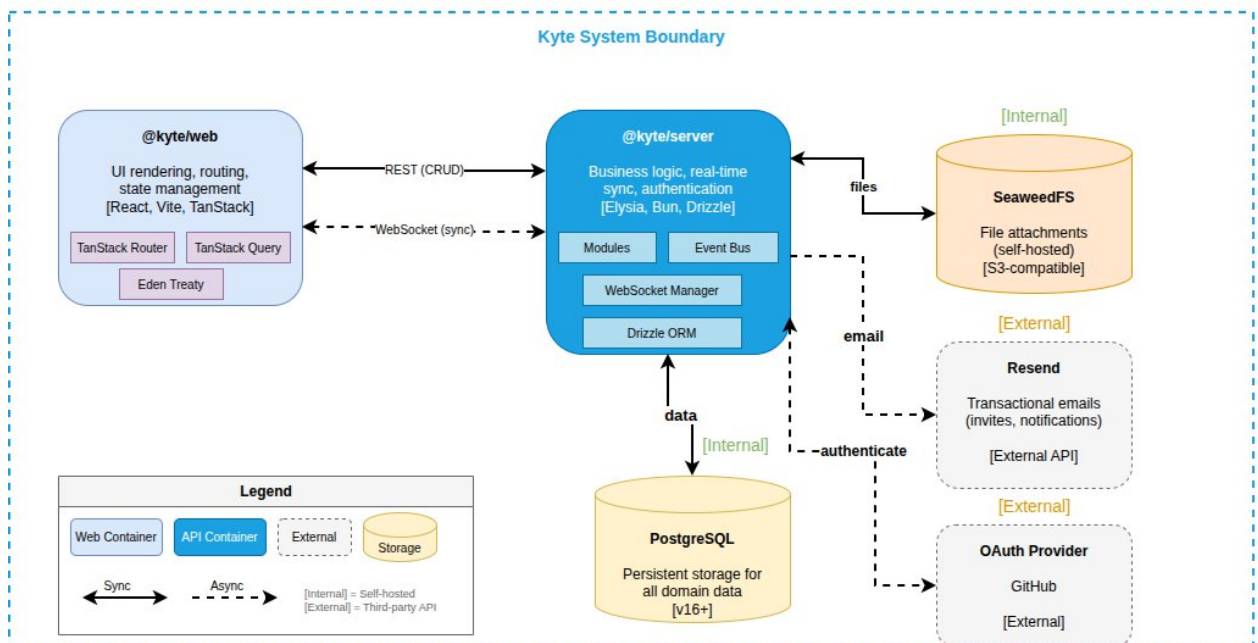 Kyte System Boundary
@kyte/web
UI rendering, routing,
state management
[React, Vite, TanStack]
TanStack Router
TanStack Query
Eden Treaty
REST (CRUD)
WebSocket (sync)
@kyte/server
Business logic, real-time
sync, authentication
[Elysia, Bun, Drizzle]
Modules
Event Bus
WebSocket Manager
Drizzle ORM
files
[Internal]
SeaweedFS
File attachments
(self-hosted)
[S3-compatible]
email
[External]
Resend
Transactional emails
(invites, notifications)
[External API]
authenticate
[External]
OAuth Provider
GitHub
[External]
data
[Internal]
PostgreSQL
Persistent storage for
all domain data
[v16+]
Legend
Web Container
API Container
External
Storage
Sync
Async
[Internal] = Self-hosted
[External] = Third-party API